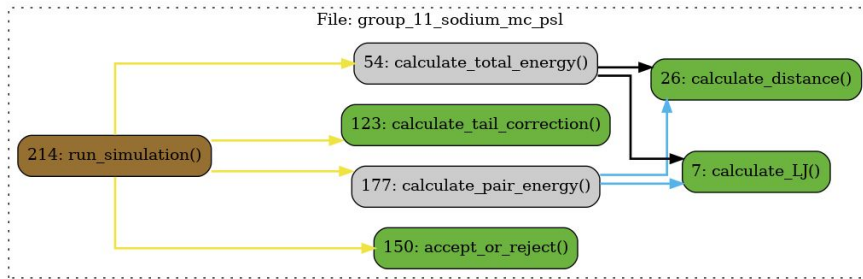 File: group_11_sodium_mc_psl
54: calculate_total_energy()
26: calculate_distance()
123: calculate_tail_correction()
214: run_simulation()
7: calculate_LJ()
177: calculate_pair_energy()
150: accept_or_reject()